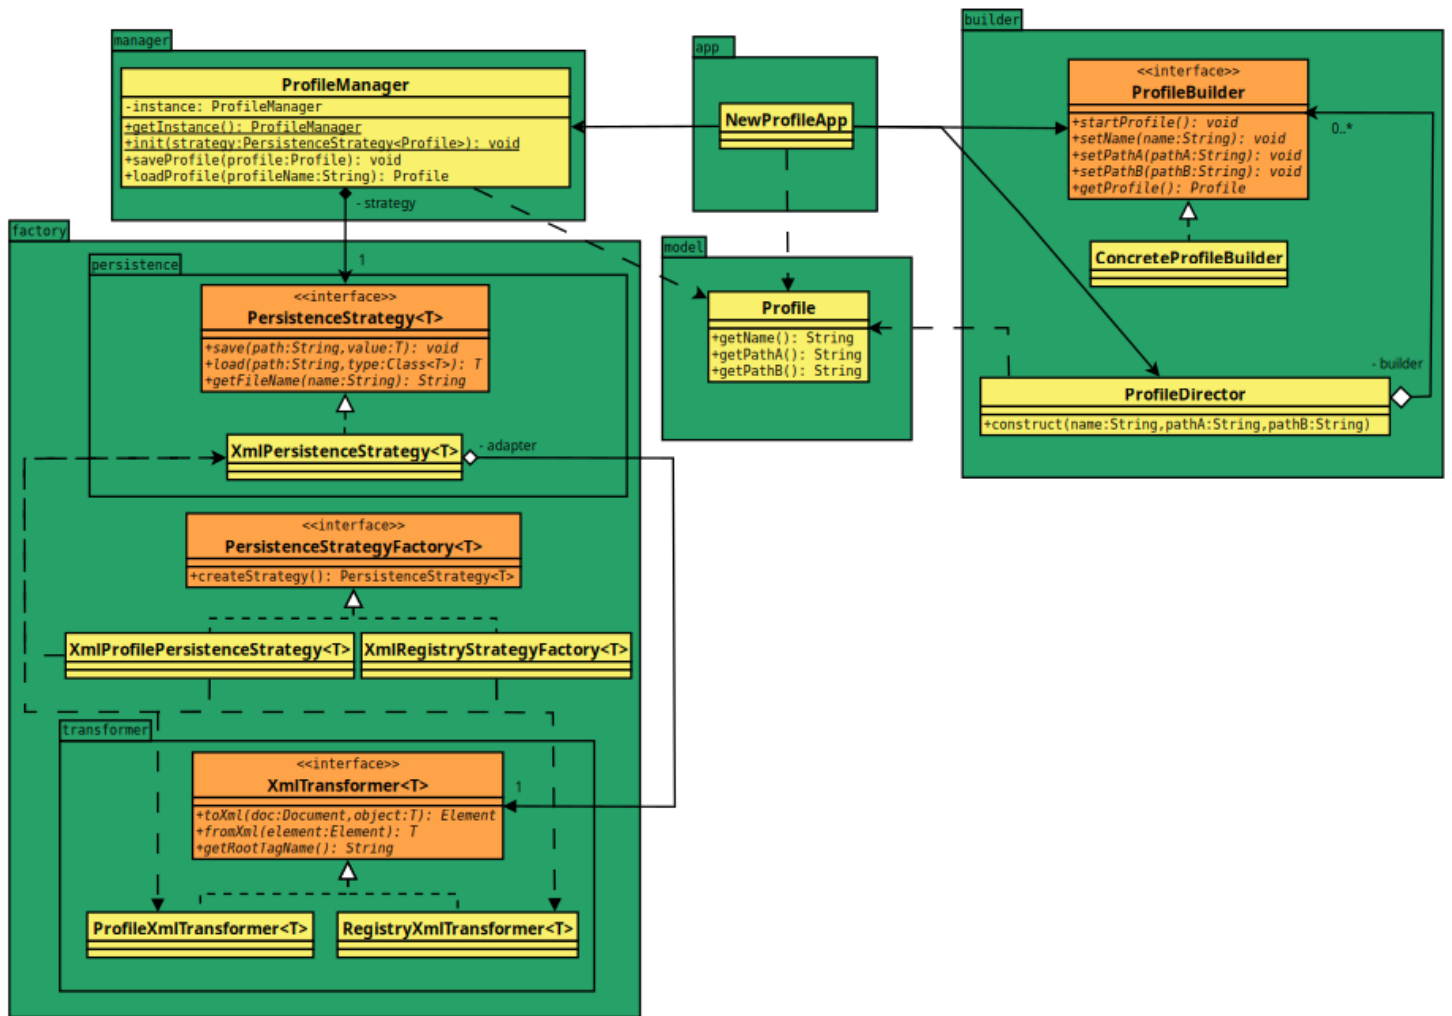 manager
ProfileManager
-instance: ProfileManager
+getInstance(): ProfileManager
+init(strategy:PersistenceStrategy<Profile>): void
+saveProfile(profile:Profile): void
+loadProfile(profileName:String): Profile
- strategy
1
app
NewProfileApp
builder
<<interface>>
ProfileBuilder
+startProfile(): void
+setName(name:String): void
+setPathA(pathA:String): void
+setPathB(pathB:String): void
+getProfile(): Profile
0..*
ConcreteProfileBuilder
- builder
ProfileDirector
+construct(name:String,pathA:String,pathB:String)
model
Profile
+getName(): String
+getPathA(): String
+getPathB(): String
factory
persistence
<<interface>>
PersistenceStrategy<T>
+save(path:String,value:T): void
+load(path:String,type:Class<T>): T
+getFileName(name:String): String
XmlPersistenceStrategy<T>
- adapter
<<interface>>
PersistenceStrategyFactory<T>
+createStrategy(): PersistenceStrategy<T>
XmlProfilePersistenceStrategy<T>
XmlRegistryStrategyFactory<T>
transformer
<<interface>>
XmlTransformer<T>
1
+toXml(doc:Document,object:T): Element
+fromXml(element:Element): T
+getRootTagName(): String
ProfileXmlTransformer<T>
RegistryXmlTransformer<T>